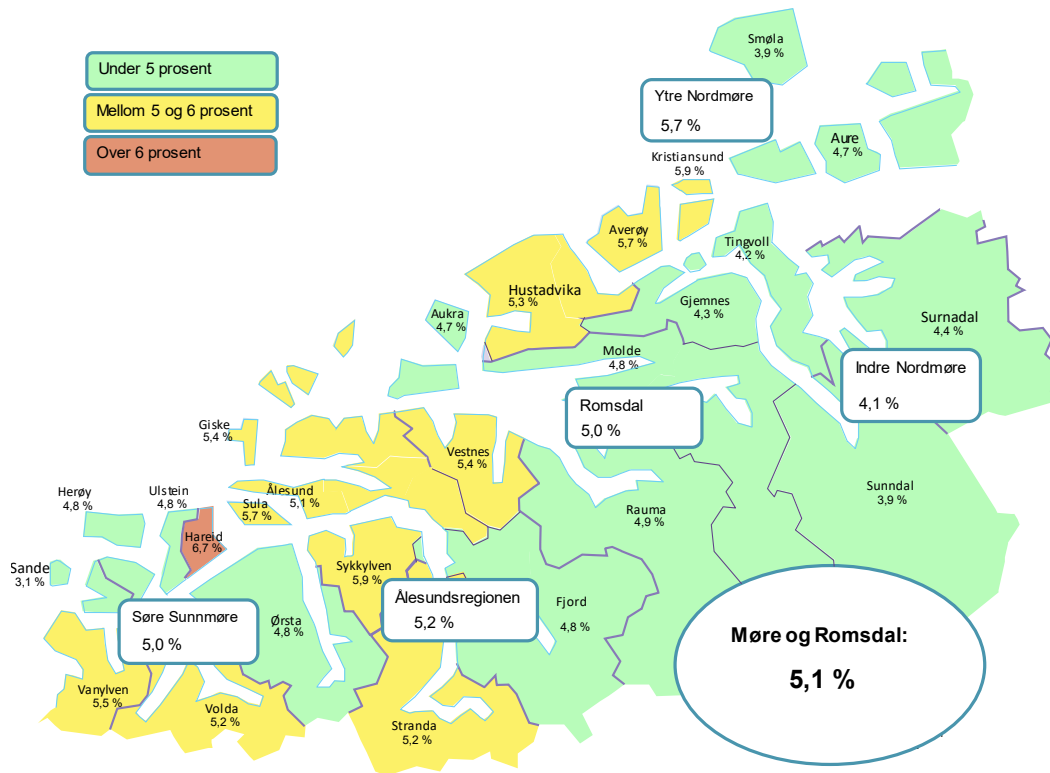 Under 5 prosent
Mellom 5 og 6 prosent
Over 6 prosent
Smøla
3,9 %
Ytre Nordmøre
5,7 %
Aure
4,7 %
Kristiansund
5,9 %
Averøy
5,7 %
Tingvoll
4,2 %
Hustadvika
5,3 %
Gjemnes
4,3 %
Aukra
4,7 %
Surnadal
4,4 %
Molde
4,8 %
Indre Nordmøre
4,1 %
Romsdal
5,0 %
Giske
5,4 %
Vestnes
5,4 %
Sunndal
3,9 %
Herøy
4,8 %
Ulstein
4,8 %
Ålesund
5,1 %
Sula
5,7 %
Rauma
4,9 %
Hareid
6,7 %
Sande
3,1 %
Sykkylven
5,9 %
Ålesundsregionen
5,2 %
Fjord
4,8 %
Søre Sunnmøre
5,0 %
Ørsta
4,8 %
Møre og Romsdal:
5,1 %
Vanylven
5,5 %
Volda
5,2 %
Stranda
5,2 %